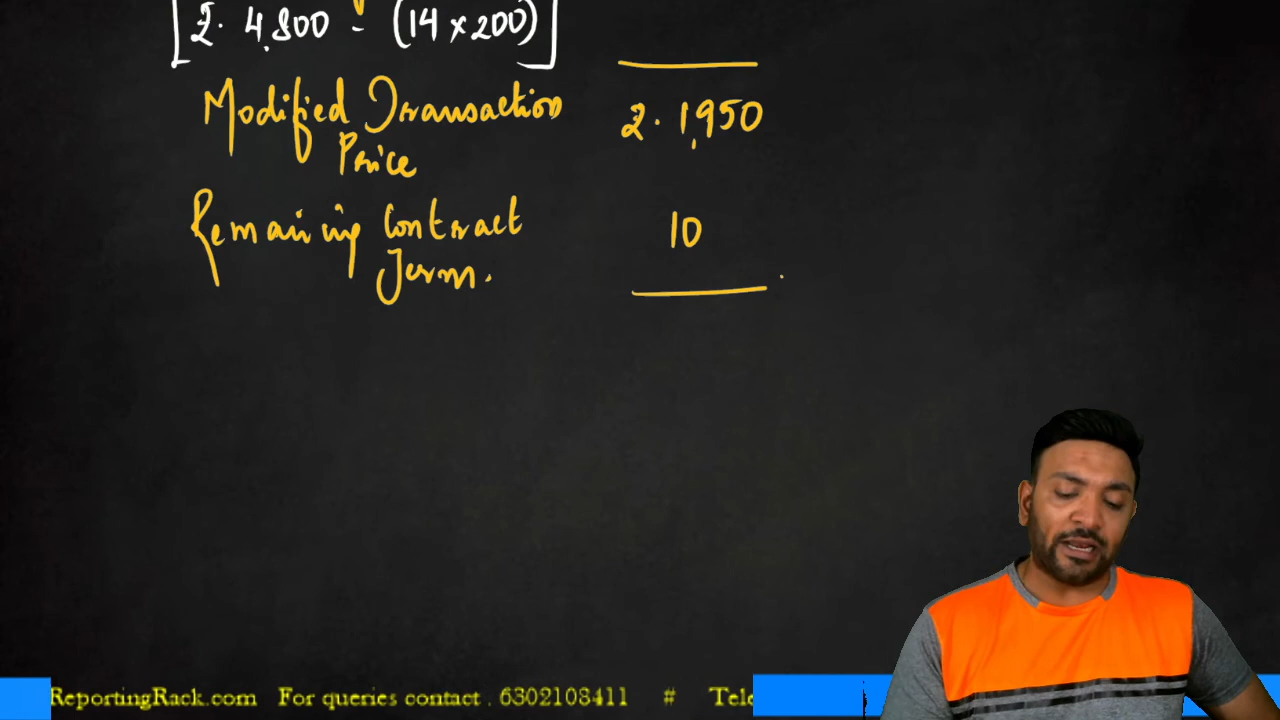 [₹. 4,800 - (14 x 200)]
Modified Transaction ₹. 1,950
Price
Remaining Contract 10
Term.
ReportingRack.com For queries contact . 6302108411 # Tele